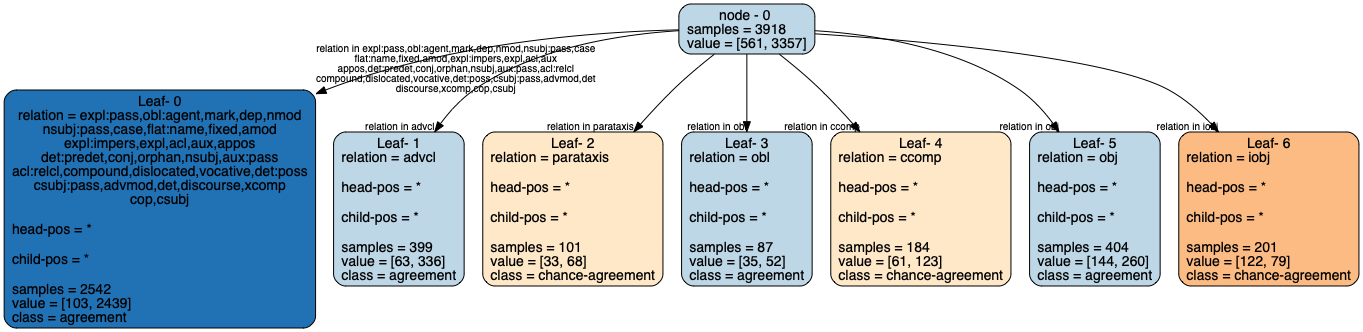 node - 0
samples = 3918
value = [561, 3357]
relation in expl:pass,obl:agent,mark,dep,nmod,nsubj:pass,case
flat:name,fixed,amod,expl:impers,expl,acl,aux
appos,det:predet,conj,orphan,nsubj,aux:pass,acl:relcl
compound,dislocated,vocative,det:poss,csubj:pass,advmod,det
discourse,xcomp,cop,csubj
relation in advcl
relation in parataxis
relation in obl
relation in ccomp
relation in obj
relation in iobj
Leaf- 0
relation = expl:pass,obl:agent,mark,dep,nmod
nsubj:pass,case,flat:name,fixed,amod
expl:impers,expl,acl,aux,appos
det:predet,conj,orphan,nsubj,aux:pass
acl:relcl,compound,dislocated,vocative,det:poss
csubj:pass,advmod,det,discourse,xcomp
cop,csubj
head-pos = *
child-pos = *
samples = 2542
value = [103, 2439]
class = agreement
Leaf- 1
relation = advcl
head-pos = *
child-pos = *
samples = 399
value = [63, 336]
class = agreement
Leaf- 2
relation = parataxis
head-pos = *
child-pos = *
samples = 101
value = [33, 68]
class = chance-agreement
Leaf- 3
relation = obl
head-pos = *
child-pos = *
samples = 87
value = [35, 52]
class = agreement
Leaf- 4
relation = ccomp
head-pos = *
child-pos = *
samples = 184
value = [61, 123]
class = chance-agreement
Leaf- 5
relation = obj
head-pos = *
child-pos = *
samples = 404
value = [144, 260]
class = agreement
Leaf- 6
relation = iobj
head-pos = *
child-pos = *
samples = 201
value = [122, 79]
class = chance-agreement